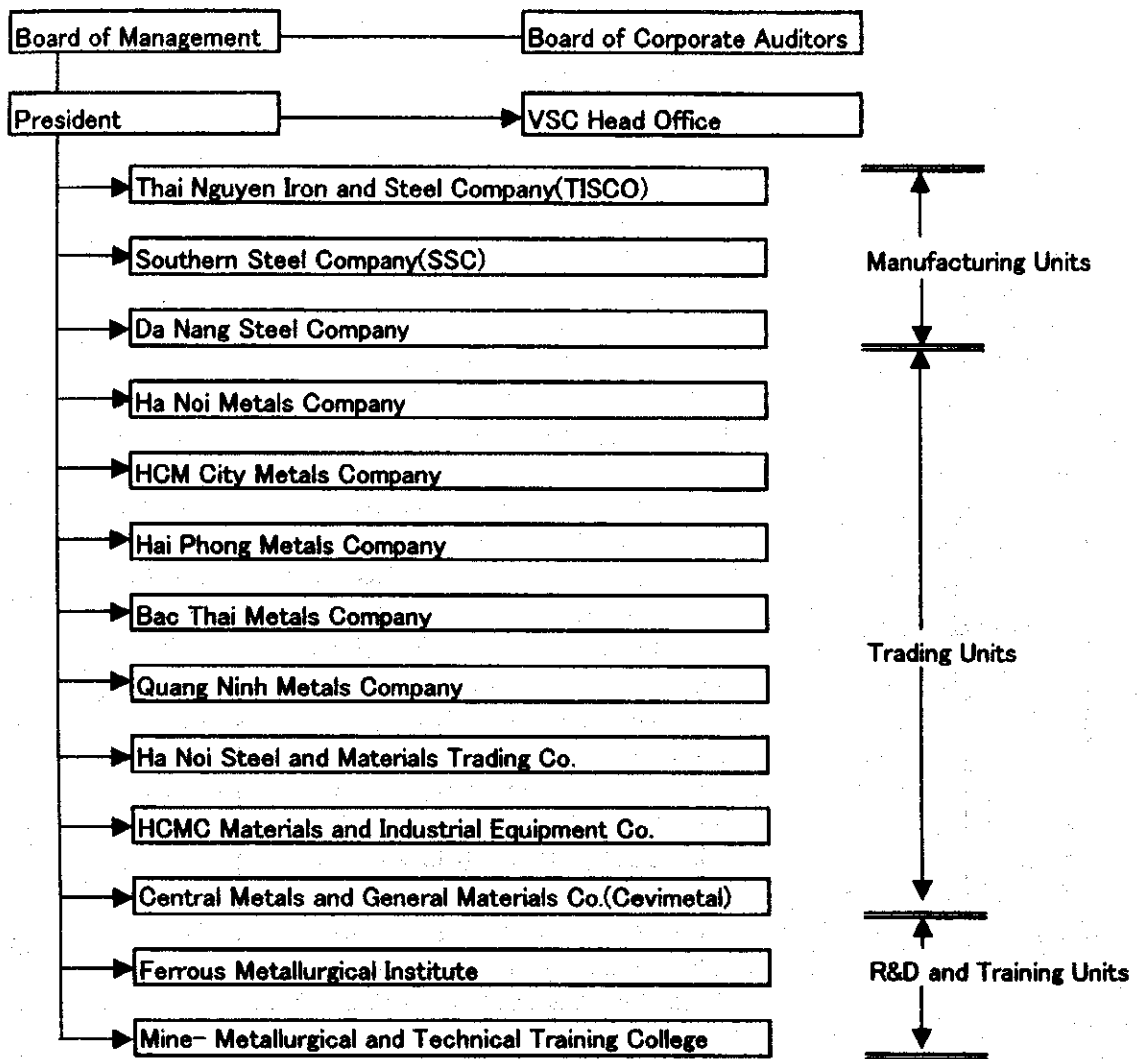 Board of Management
Board of Corporate Auditors
President
VSC Head Office
Thai Nguyen Iron and Steel Company(TISCO)
Southern Steel Company(SSC)
Manufacturing Units
Da Nang Steel Company
Ha Noi Metals Company
HCM City Metals Company
Hai Phong Metals Company
Bac Thai Metals Company
Trading Units
Quang Ninh Metals Company
Ha Noi Steel and Materials Trading Co.
HCMC Materials and Industrial Equipment Co.
Central Metals and General Materials Co.(Cevimetal)
Ferrous Metallurgical Institute
R&D and Training Units
Mine- Metallurgical and Technical Training College